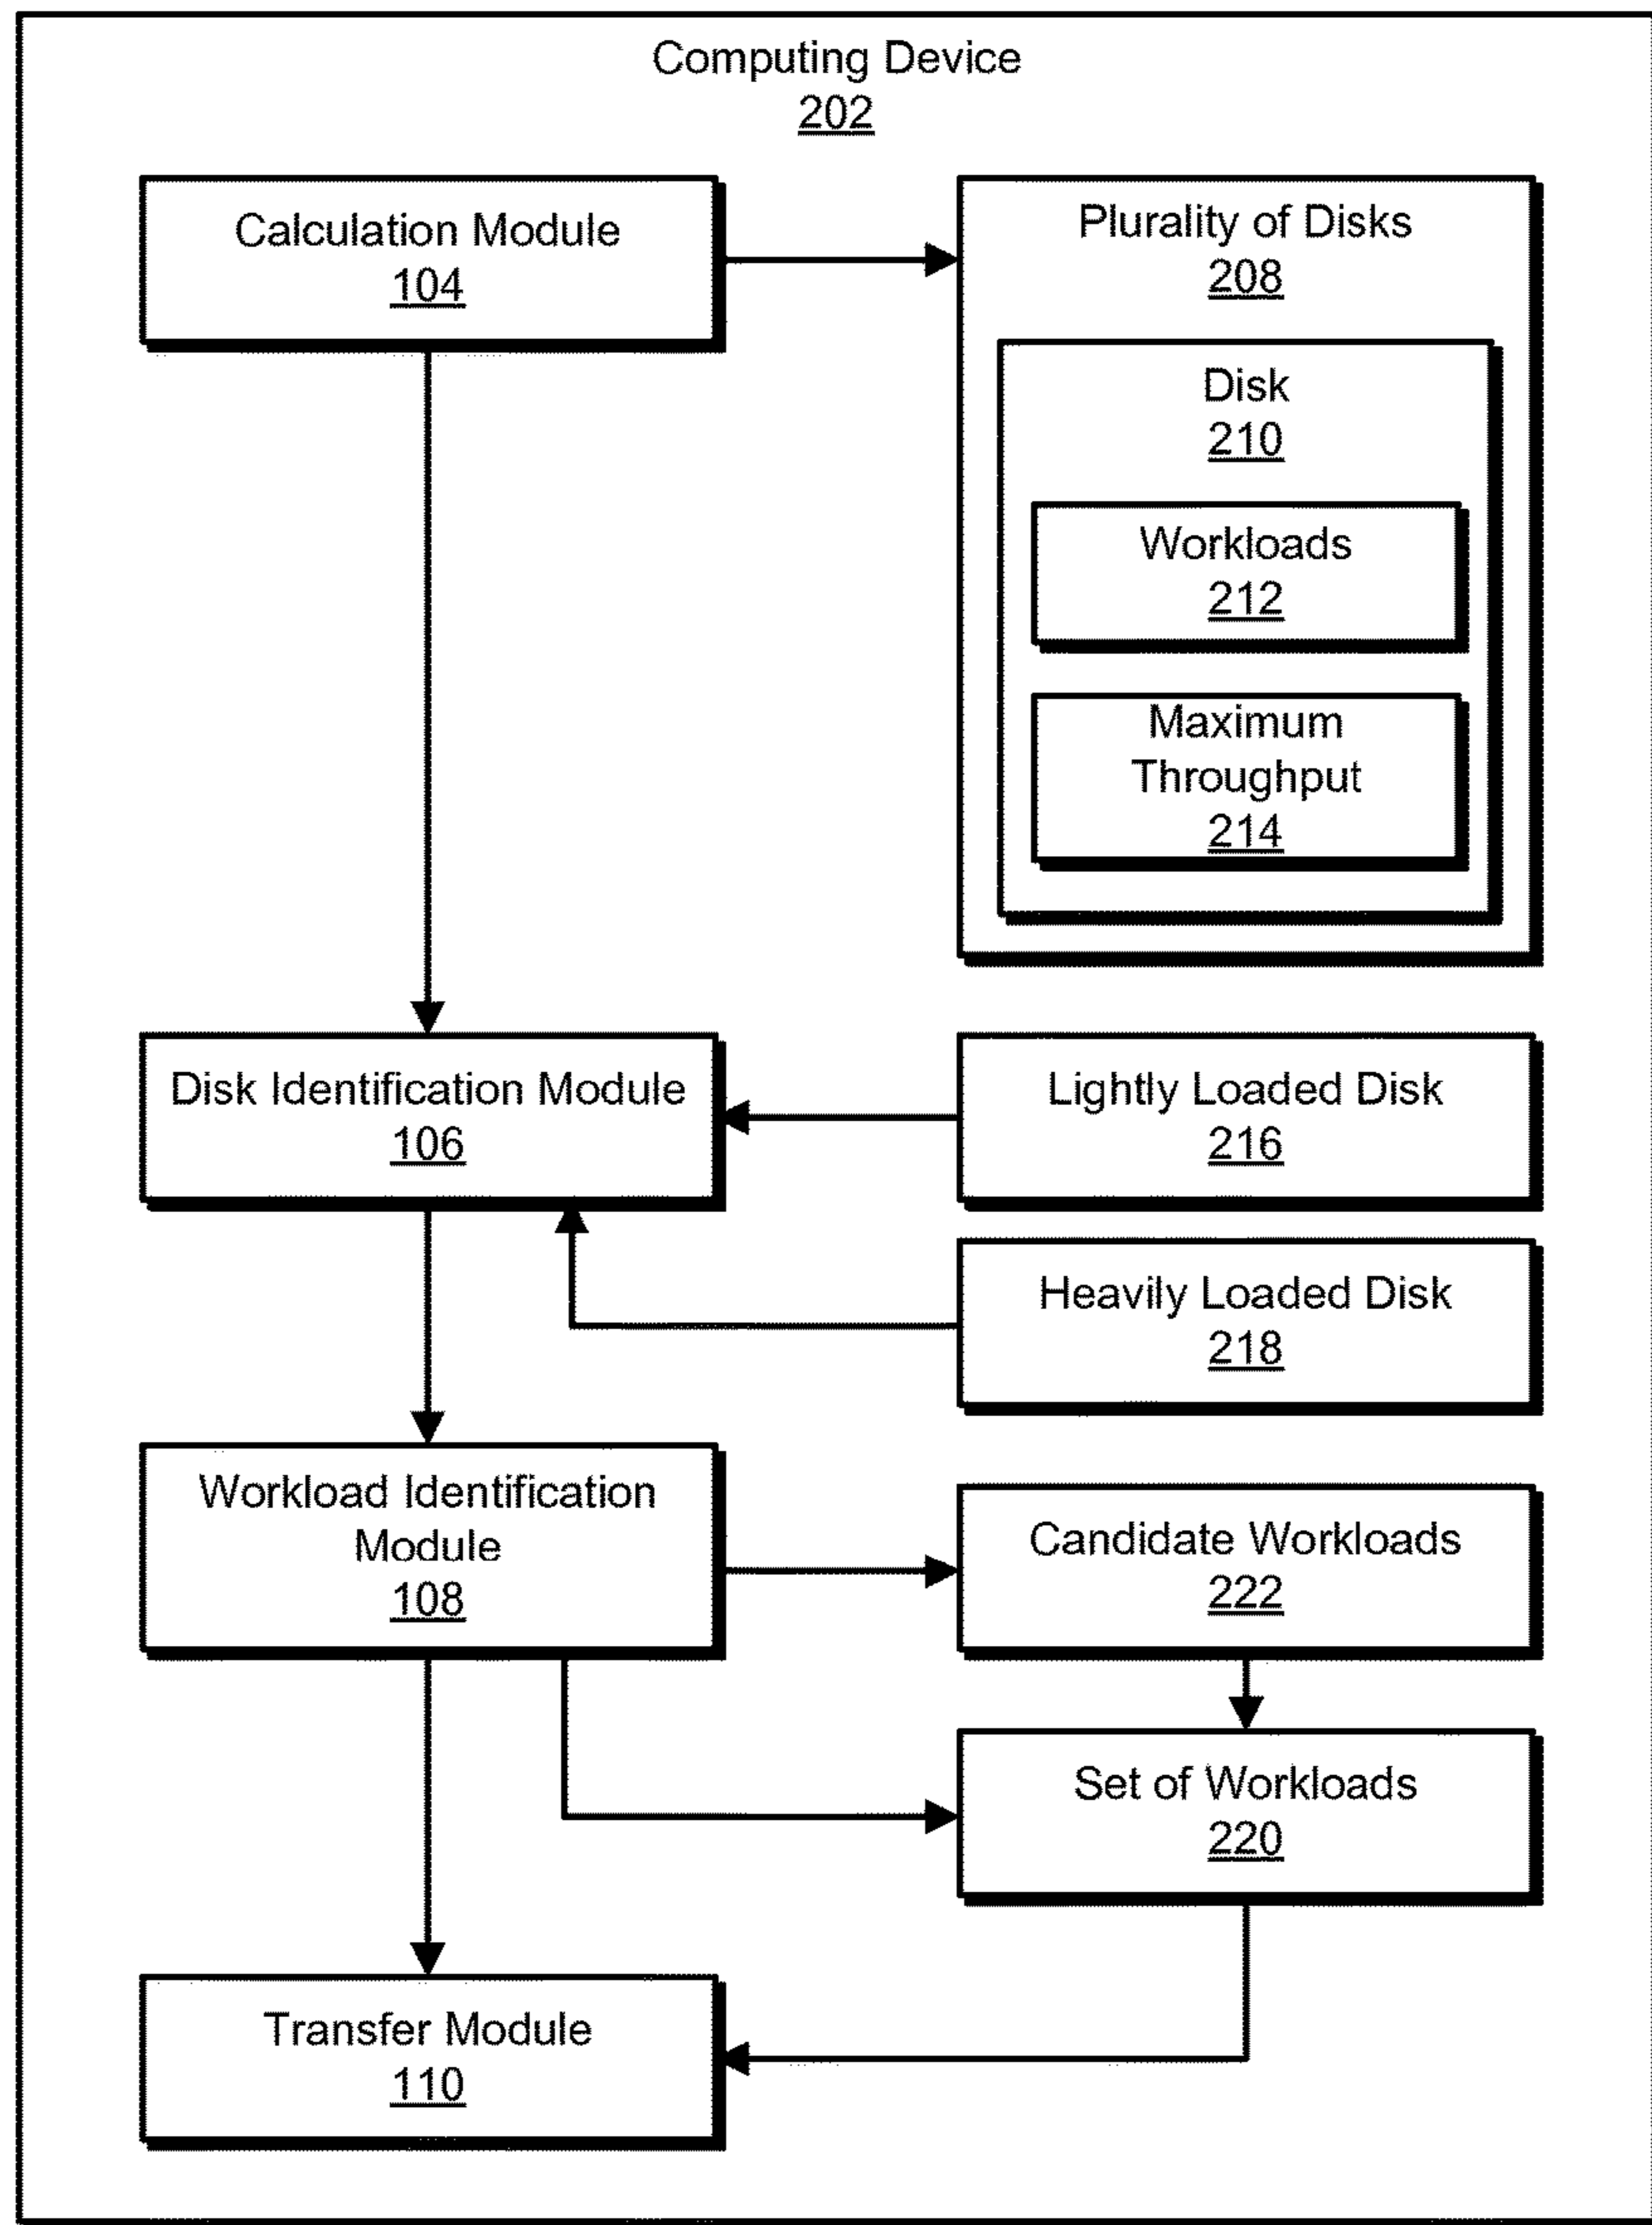 Computing Device
202
Calculation Module
104
Plurality of Disks
208
Disk
210
Workloads
212
Maximum
Throughput
214
Disk Identification Module
106
Lightly Loaded Disk
216
Heavily Loaded Disk
218
Workload Identification
Module
108
Candidate Workloads
222
Set of Workloads
220
Transfer Module
110